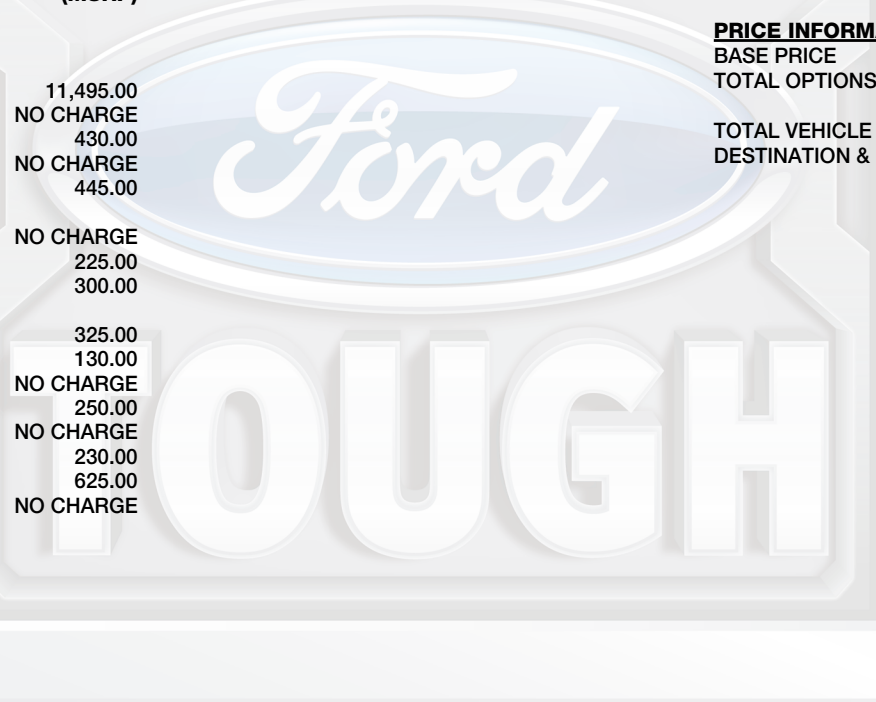 (MSRP)
11,495.00
NO CHARGE
430.00
NO CHARGE
445.00
NO CHARGE
225.00
300.00
325.00
130.00
NO CHARGE
250.00
NO CHARGE
230.00
625.00
NO CHARGE
PRICE INFORM
BASE PRICE
TOTAL OPTIONS
TOTAL VEHICLE
DESTINATION &
Ford
TOUGH